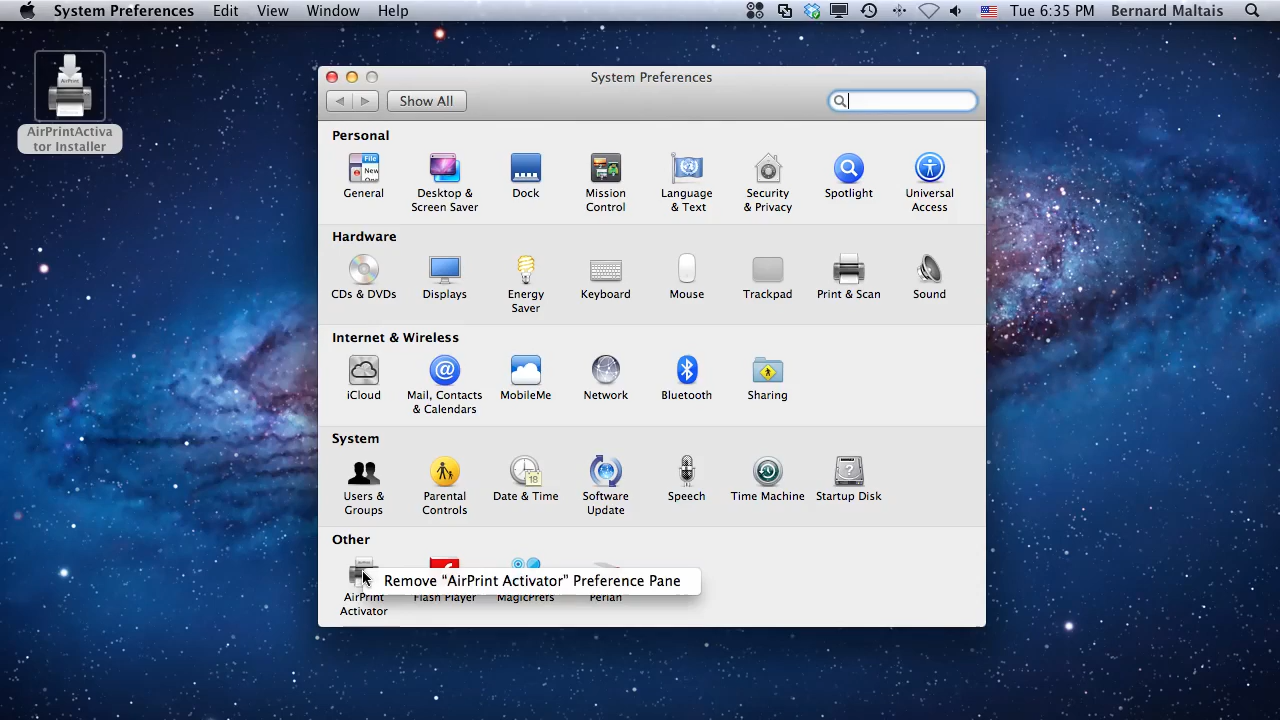 System Preferences Edit View Window Help Tue 6:35 PM Bernard Maltais
AirPrint
AirPrintActiva
tor Installer
System Preferences
Show All
Personal
File
New
General
Desktop &
Screen Saver
Dock
Mission
Control
Language
& Text
Security
& Privacy
Spotlight
Universal
Access
Hardware
CDs & DVDs
Displays
Energy
Saver
Keyboard
Mouse
Trackpad
Print & Scan
Sound
Internet & Wireless
iCloud
@
Mail, Contacts
& Calendars
MobileMe
Network
Bluetooth
Sharing
System
Users &
Groups
Parental
Controls
18
Date & Time
Software
Update
Speech
Time Machine
?
Startup Disk
Other
Remove “AirPrint Activator” Preference Pane
AirPrint
Activator
Flash Player
MagicPrefs
Perian